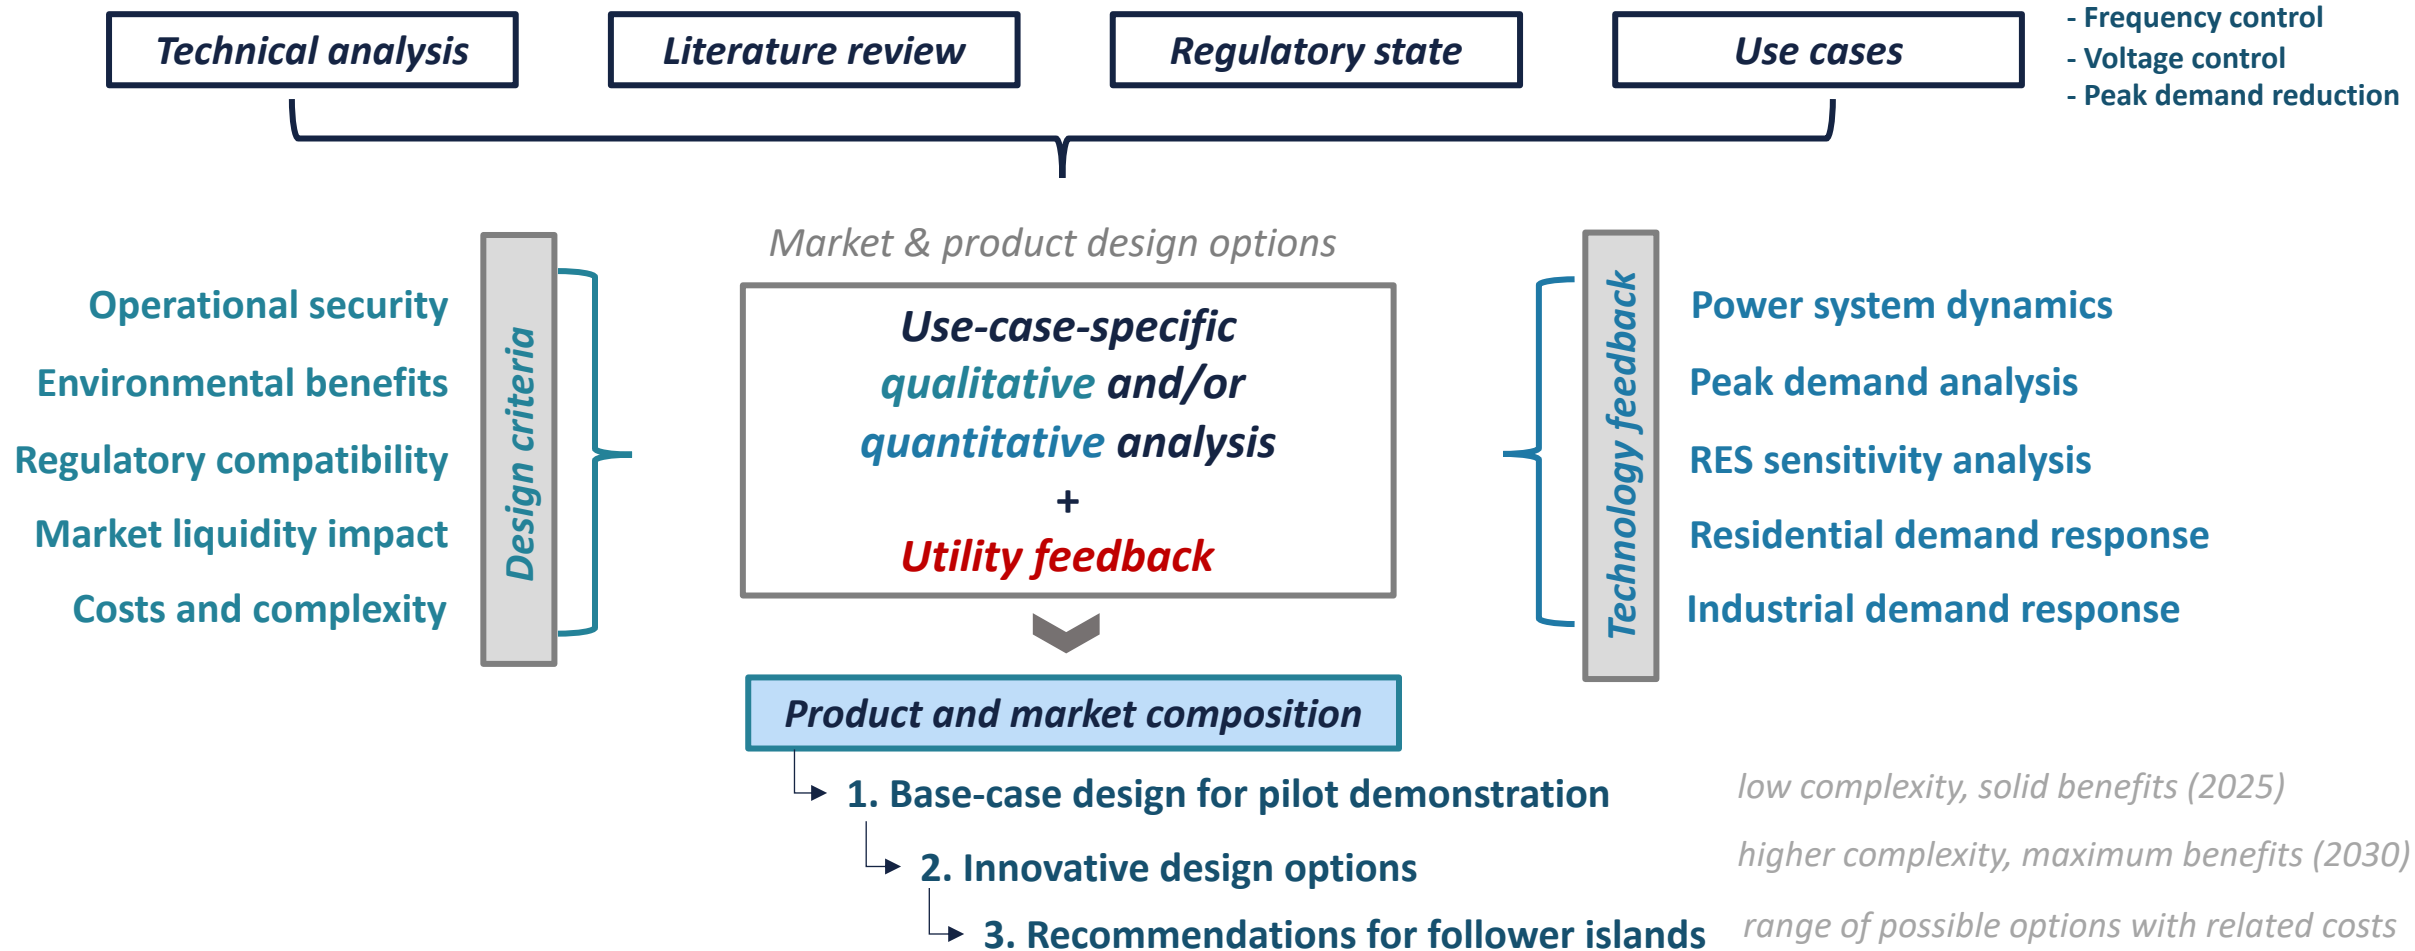 Technical analysis
Literature review
Regulatory state
Use cases
- Frequency control
- Voltage control
- Peak demand reduction
Market & product design options
Design criteria
Operational security
Environmental benefits
Regulatory compatibility
Market liquidity impact
Costs and complexity
Use-case-specific
qualitative and/or
quantitative analysis
+
Utility feedback
Technology feedback
Power system dynamics
Peak demand analysis
RES sensitivity analysis
Residential demand response
Industrial demand response
Product and market composition
1. Base-case design for pilot demonstration
low complexity, solid benefits (2025)
2. Innovative design options
higher complexity, maximum benefits (2030)
3. Recommendations for follower islands
range of possible options with related costs